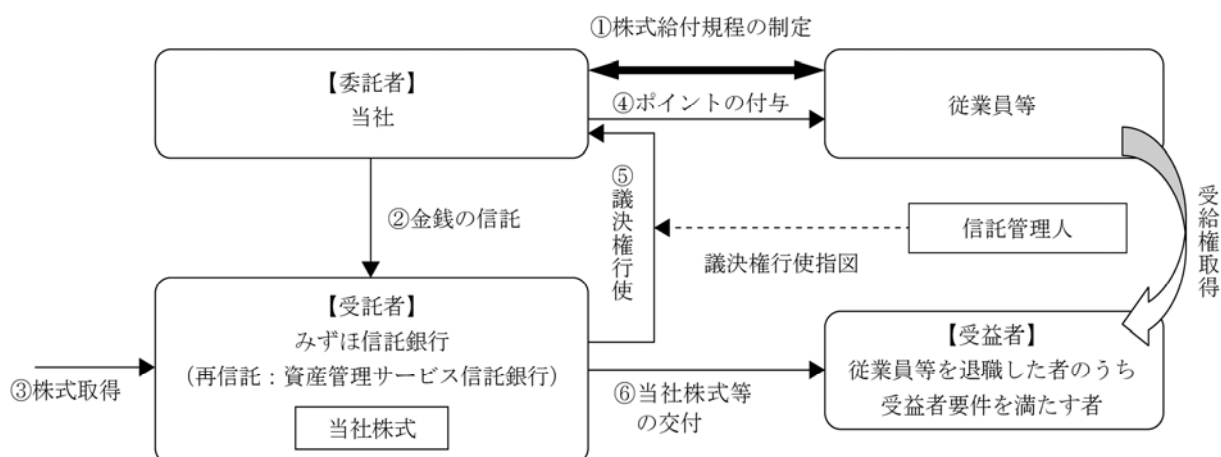 ①株式給付規程の制定
【委託者】
当社
④ポイントの付与
従業員等
②金銭の信託
⑤議決権行使
信託管理人
議決権行使指図
受給権取得
【受託者】
みずほ信託銀行
(再信託：資産管理サービス信託銀行)
当社株式
③株式取得
⑥当社株式等
の交付
【受益者】
従業員等を退職した者のうち
受益者要件を満たす者